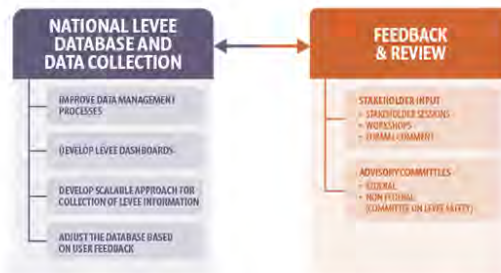 NATIONAL LEVEE
DATABASE AND
DATA COLLECTION
IMPROVE DATA MANAGEMENT
PROCESSES
DEVELOP LEVEE DASHBOARDS
DEVELOP SCALABLE APPROACH FOR
COLLECTION OF LEVEE INFORMATION
ADJUST THE DATABASE BASED
ON USER FEEDBACK
FEEDBACK
& REVIEW
STAKEHOLDER INPUT
• STAKEHOLDER SESSIONS
• WORKSHOPS
• FORMAL COMMENT
ADVISORY COMMITTEES
• FEDERAL
• NON FEDERAL
(COMMITTEE ON LEVEE SAFETY)